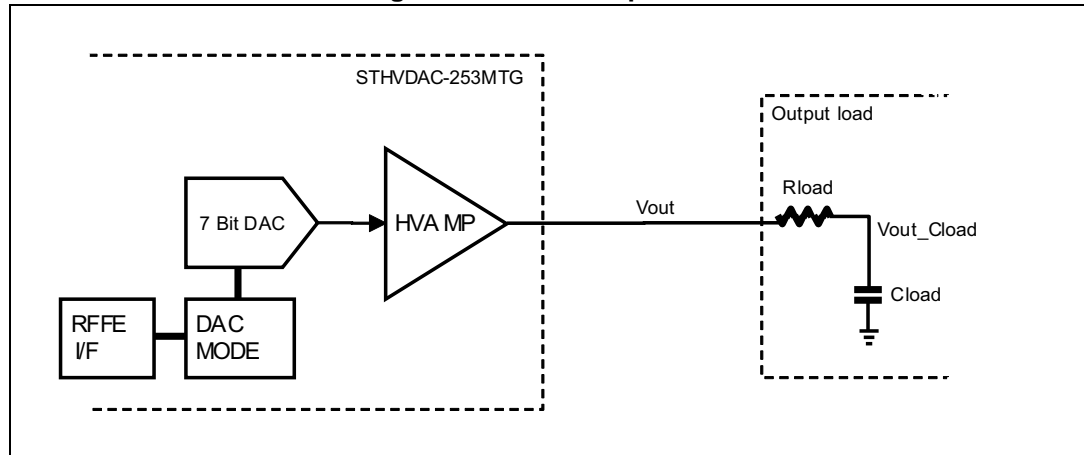 STHVDAC-253MTG
Output load
Rload
Vout
Vout_Cload
7 Bit DAC
HVA MP
Cload
RFFE
I/F
DAC
MODE